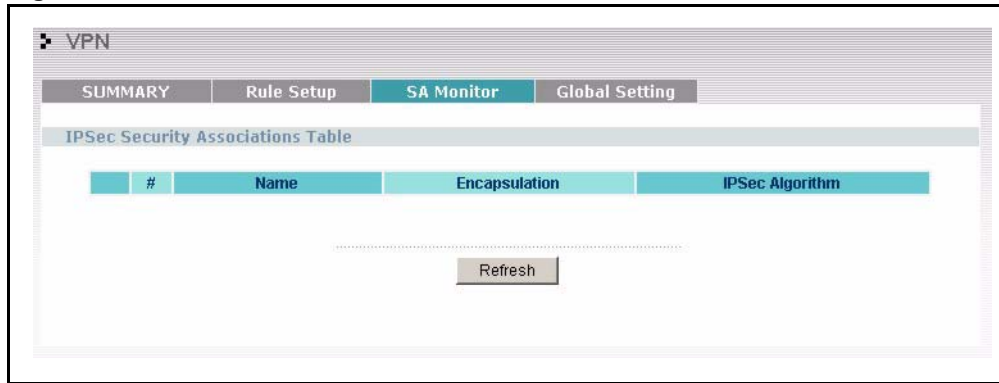 VPN
SUMMARY Rule Setup SA Monitor Global Setting
IPSec Security Associations Table
# Name Encapsulation IPSec Algorithm
Refresh